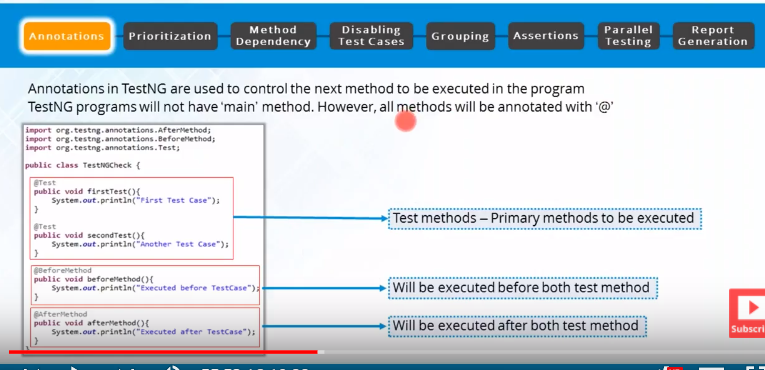 Annotations
Prioritization
Method
Dependency
Disabling
Test Cases
Grouping
Assertions
Parallel
Testing
Report
Generation
Annotations in TestNG are used to control the next method to be executed in the program
TestNG programs will not have 'main' method. However, all methods will be annotated with '@'
import org.testng.annotations.AfterMethod;
import org.testng.annotations.BeforeMethod;
import org.testng.annotations.Test;
public class TestNGCheck {
@Test
public void firstTest(){
System.out.println("First Test Case");
}
@Test
public void secondTest(){
System.out.println("Another Test Case");
}
@BeforeMethod
public void beforeMethod(){
System.out.println("Executed before TestCase");
}
@AfterMethod
public void afterMethod(){
System.out.println("Executed after TestCase");
}
}
Test methods – Primary methods to be executed
Will be executed before both test method
Will be executed after both test method
Subscri